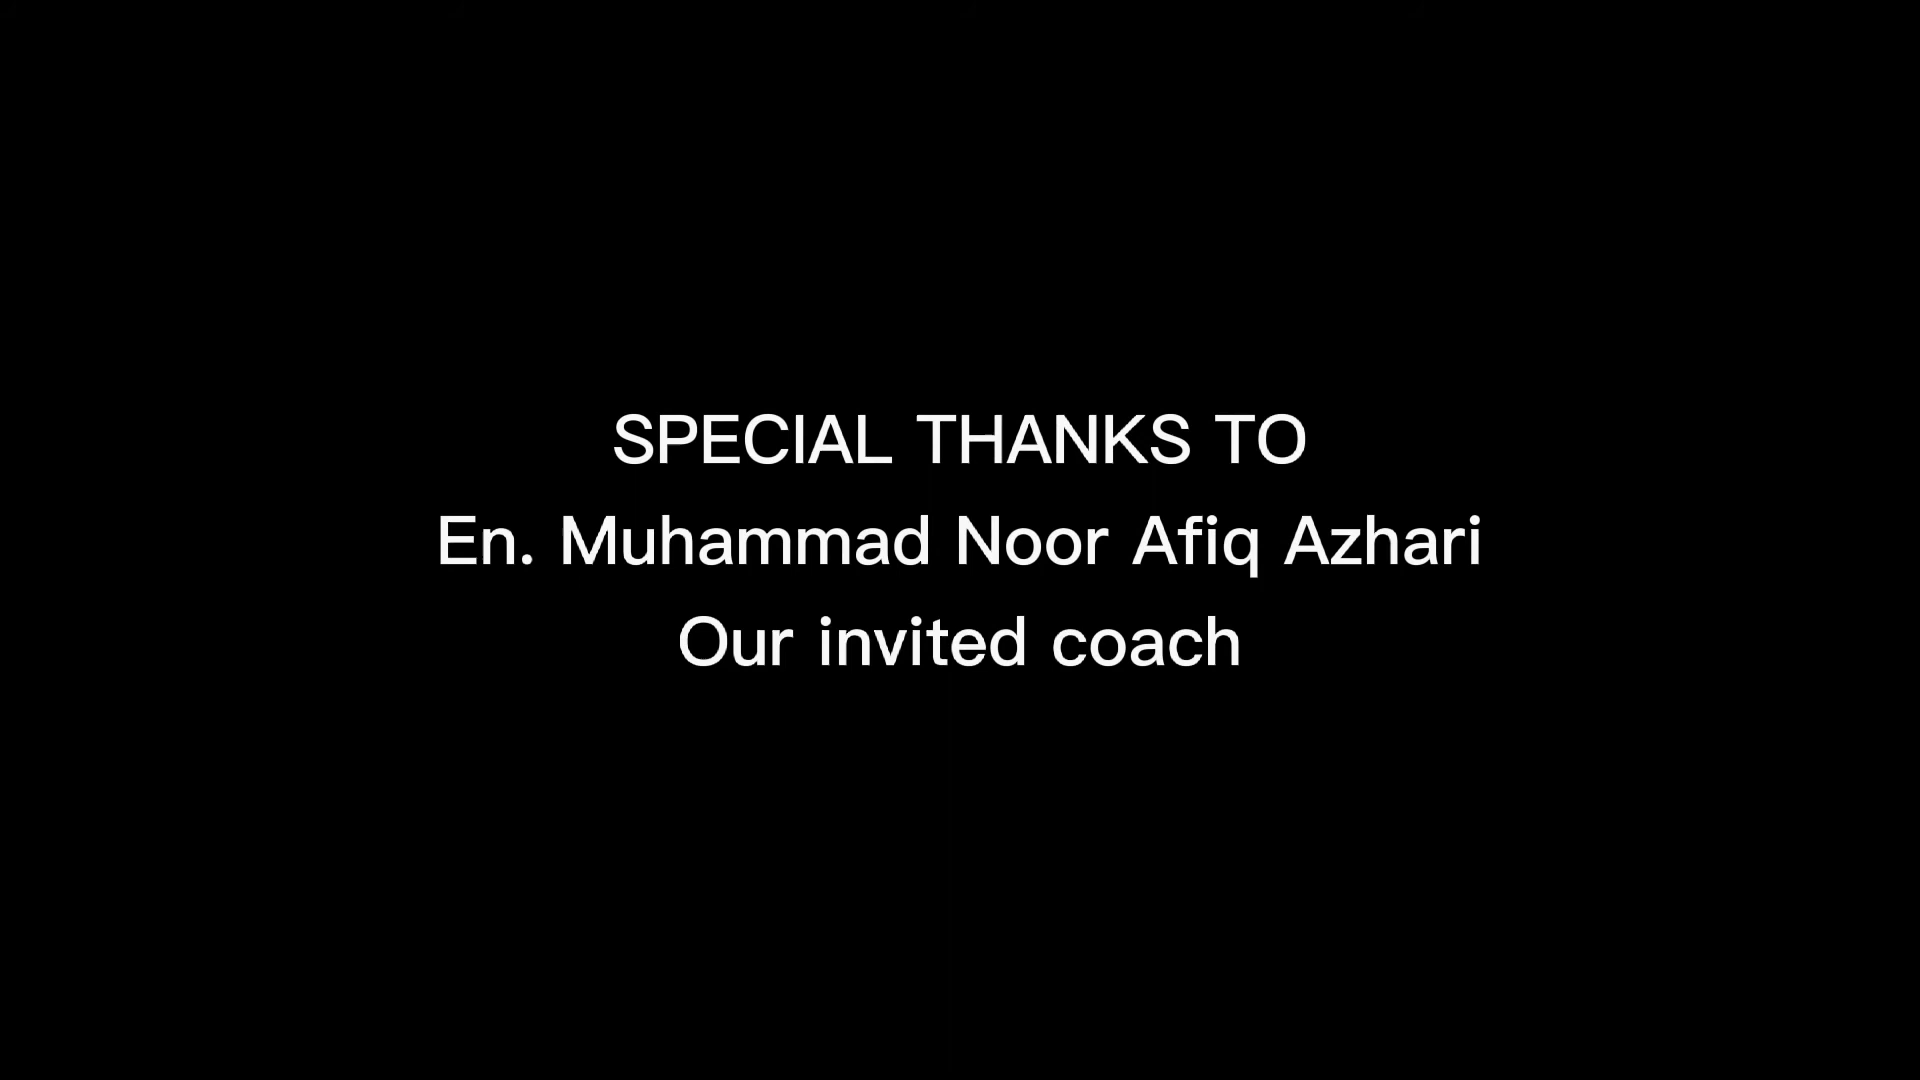 SPECIAL THANKS TO
En. Muhammad Noor Afiq Azhari
Our invited coach